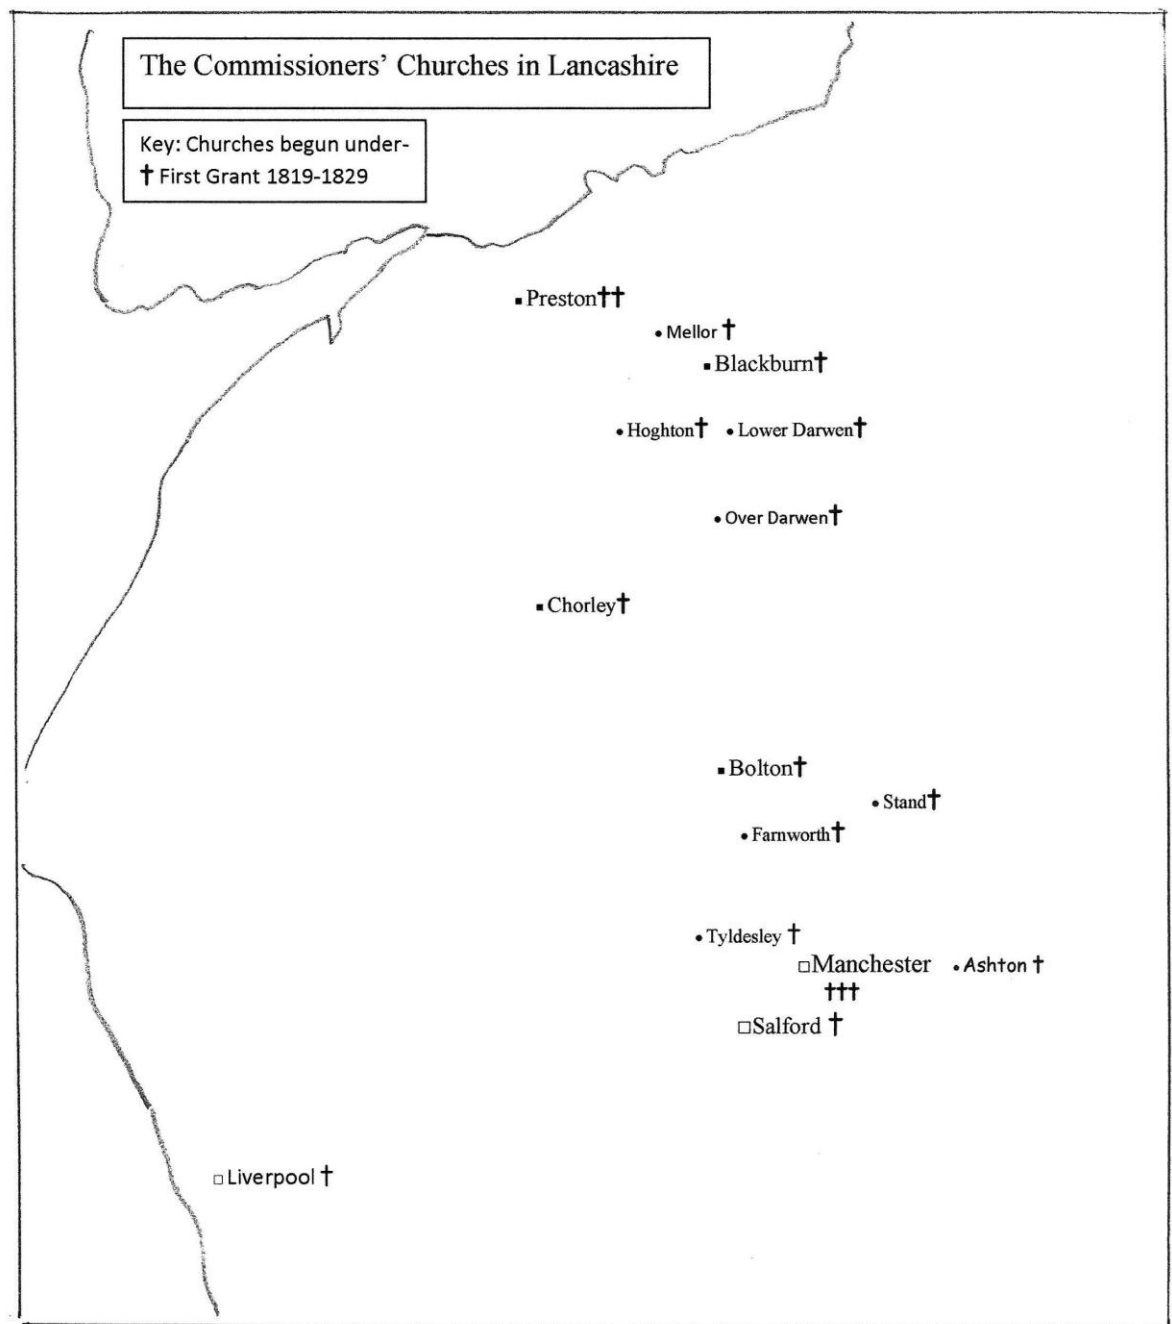 The Commissioners' Churches in Lancashire
Key: Churches begun under-
✝ First Grant 1819-1829
Preston✝✝
Mellor ✝
Blackburn✝
Hoghton✝
Lower Darwen✝
Over Darwen✝
Chorley✝
Bolton✝
Stand✝
Farnworth✝
Tyldesley †
Manchester
✝✝✝
Ashton †
Salford ✝
Liverpool †